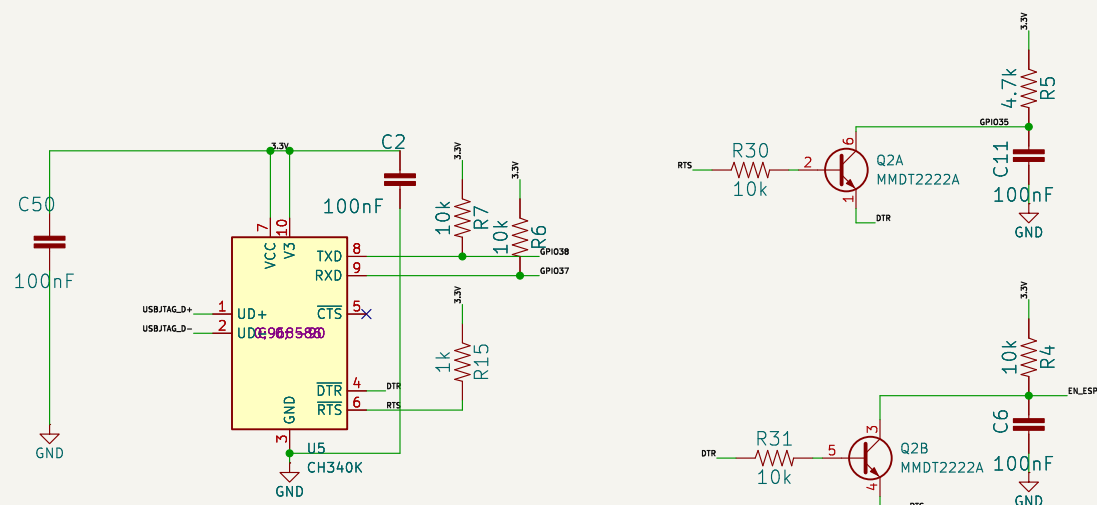 3.3V
C50
100nF
GND
3.3V
C2
100nF
7
10
VCC
V3
TXD
8
RXD
9
CTS
5
USBJTAG_D+
1
UD+
USBJTAG_D-
2
DTR
4
DTR
RTS
6
RTS
GND
3
U5
CH340K
GND
3.3V
10k
R7
3.3V
10k
R6
GPIO38
GPIO37
3.3V
1k
R15
RTS
R30
10k
2
6
1
Q2A
MMDT2222A
DTR
GPIO35
4.7k
R5
C11
100nF
GND
3.3V
10k
R4
EN_ESP
C6
100nF
GND
DTR
R31
10k
5
3
4
Q2B
MMDT2222A